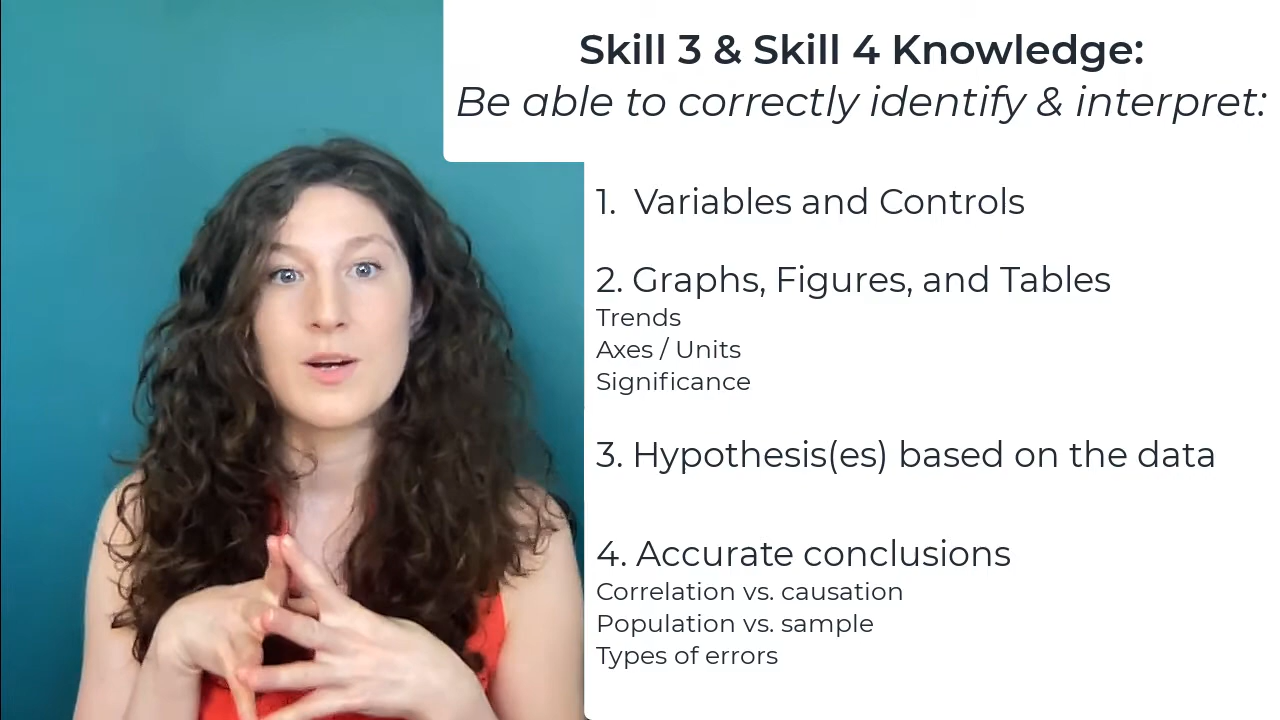 Skill 3 & Skill 4 Knowledge:
Be able to correctly identify & interpret:
1. Variables and Controls
2. Graphs, Figures, and Tables
Trends
Axes / Units
Significance
3. Hypothesis(es) based on the data
4. Accurate conclusions
Correlation vs. causation
Population vs. sample
Types of errors